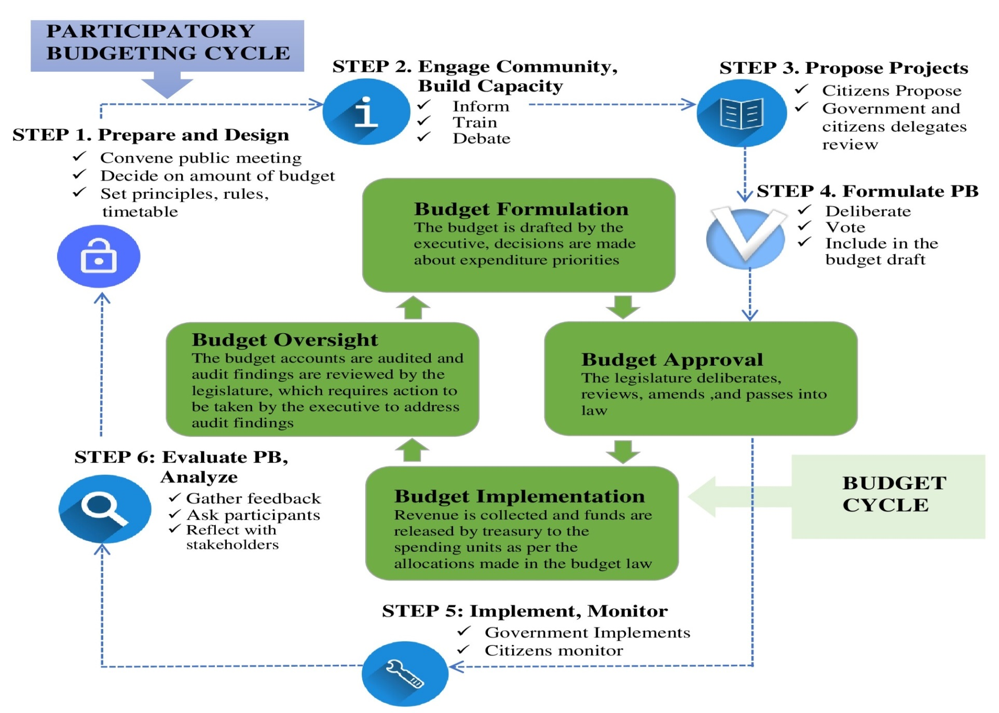 PARTICIPATORY
BUDGETING CYCLE
STEP 1. Prepare and Design
✓ Convene public meeting
✓ Decide on amount of budget
✓ Set principles, rules,
timetable
STEP 2. Engage Community,
Build Capacity
✓ Inform
✓ Train
✓ Debate
STEP 3. Propose Projects
✓ Citizens Propose
✓ Government and
citizens delegates
review
STEP 4. Formulate PB
✓ Deliberate
✓ Vote
✓ Include in the
budget draft
Budget Formulation
The budget is drafted by the
executive, decisions are made
about expenditure priorities
Budget Oversight
The budget accounts are audited and
audit findings are reviewed by the
legislature, which requires action to
be taken by the executive to address
audit findings
Budget Approval
The legislature deliberates,
reviews, amends ,and passes into
law
Budget Implementation
Revenue is collected and funds are
released by treasury to the
spending units as per the
allocations made in the budget law
BUDGET
CYCLE
STEP 5: Implement, Monitor
✓ Government Implements
✓ Citizens monitor
STEP 6: Evaluate PB,
Analyze
✓ Gather feedback
✓ Ask participants
✓ Reflect with
stakeholders